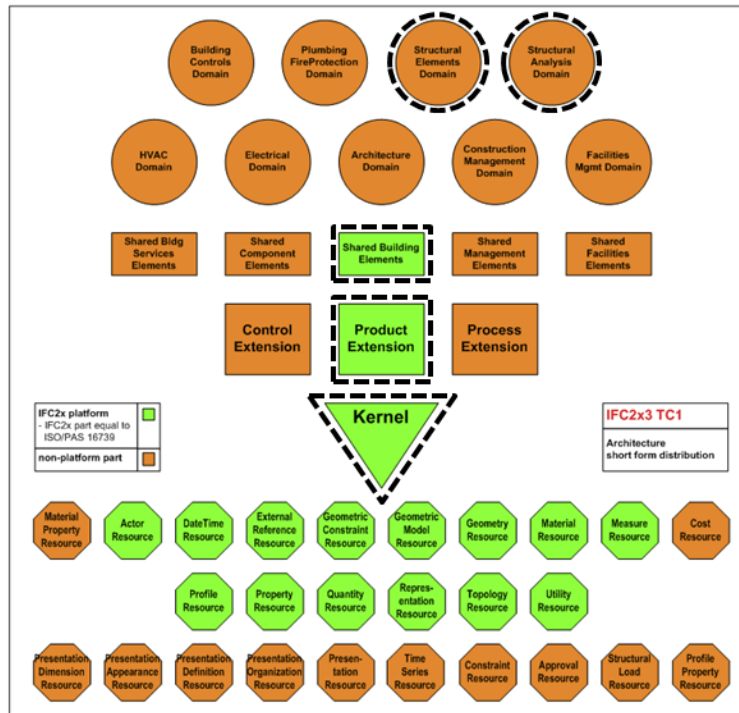 Building
Controls
Domain
Plumbing
FireProtection
Domain
Structural
Elements
Domain
Structural
Analysis
Domain
HVAC
Domain
Electrical
Domain
Architecture
Domain
Construction
Management
Domain
Facilities
Mgmt Domain
Shared Bldg
Services
Elements
Shared
Component
Elements
Shared Building
Elements
Shared
Management
Elements
Shared
Facilities
Elements
Control
Extension
Product
Extension
Process
Extension
Kernel
IFC2x platform
- IFC2x part equal to
ISO/PAS 16739
non-platform part
IFC2x3 TC1
Architecture
short form distribution
Material
Property
Resource
Actor
Resource
DateTime
Resource
External
Reference
Resource
Geometric
Constraint
Resource
Geometric
Model
Resource
Geometry
Resource
Material
Resource
Measure
Resource
Cost
Resource
Profile
Resource
Property
Resource
Quantity
Resource
Repres-
entation
Resource
Topology
Resource
Utility
Resource
Presentation
Dimension
Resource
Presentation
Appearance
Resource
Presentation
Definition
Resource
Presentation
Organization
Resource
Presen-
tation
Resource
Time
Series
Resource
Constraint
Resource
Approval
Resource
Structural
Load
Resource
Profile
Property
Resource